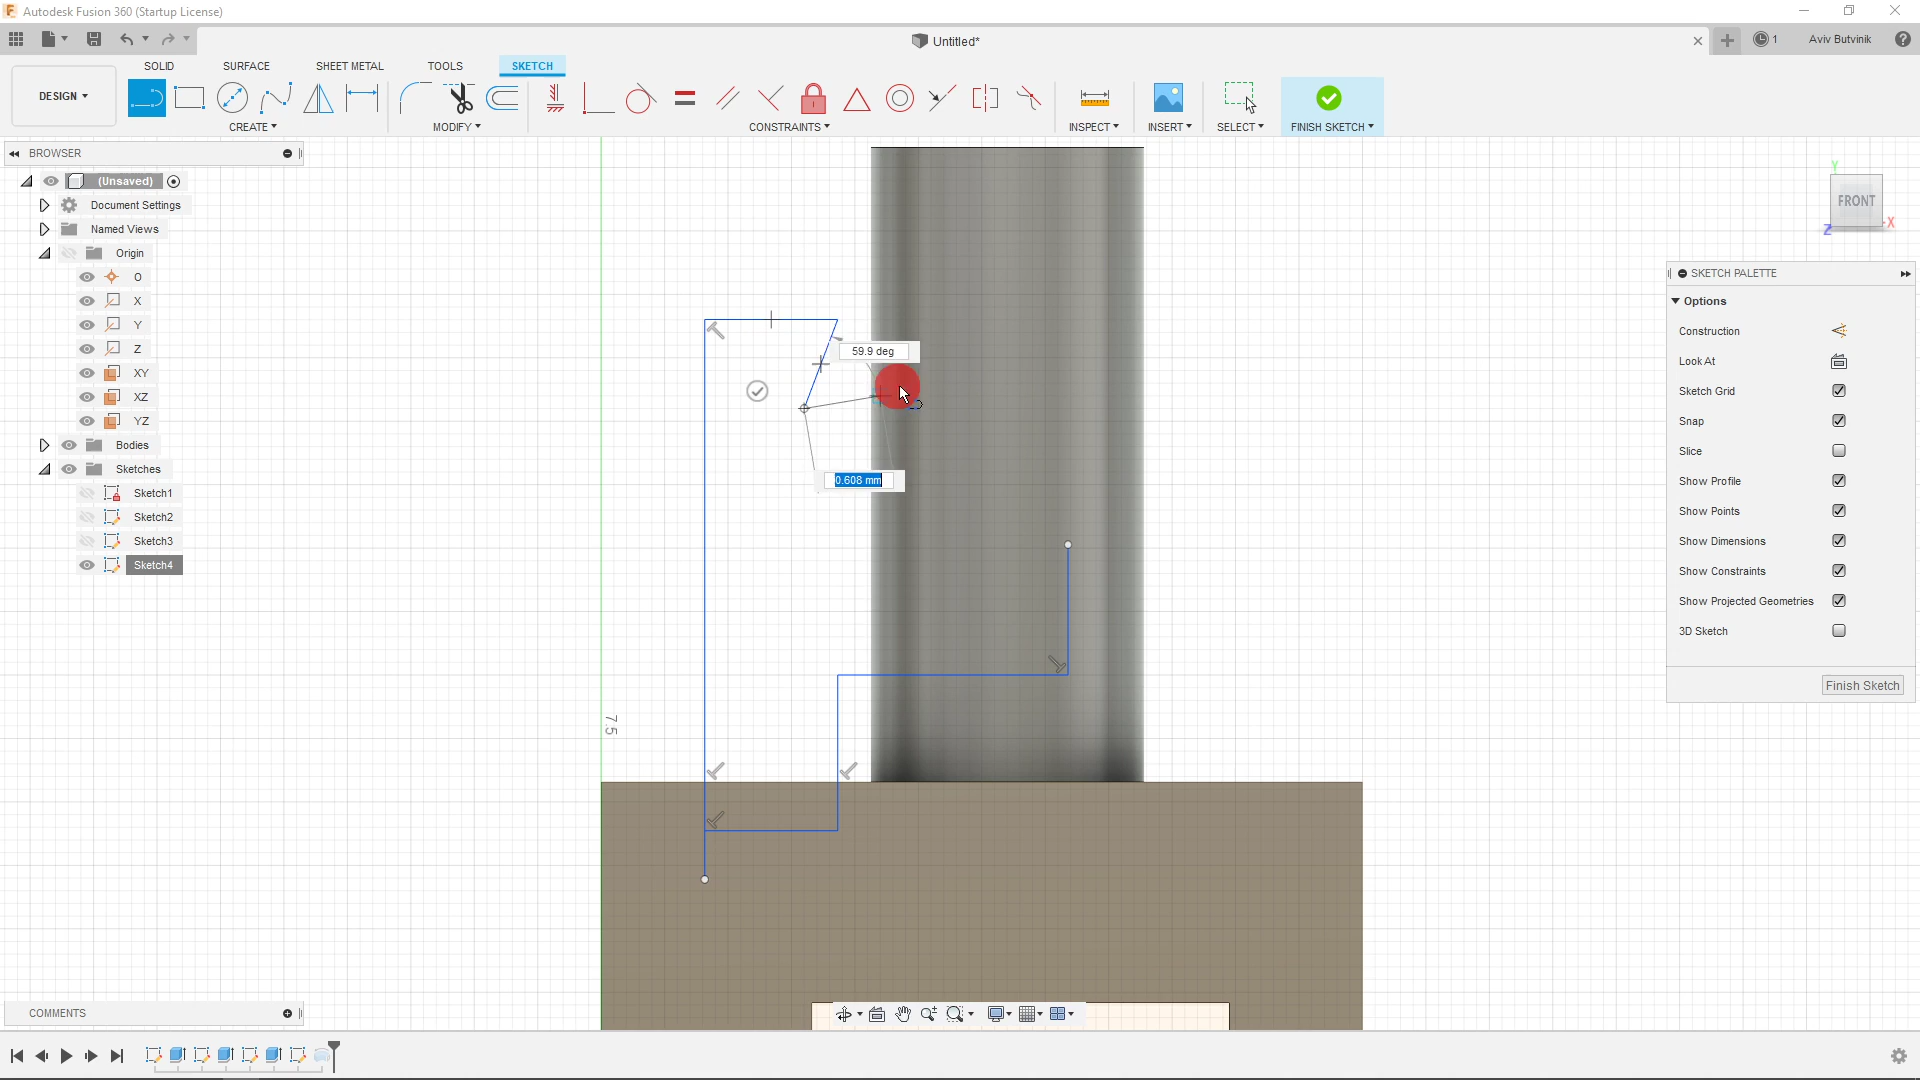 Autodesk Fusion 360 (Startup License)
Untitled*
1
Aviv Butvinik
SOLID
SURFACE
SHEET METAL
TOOLS
SKETCH
DESIGN
CREATE
MODIFY
CONSTRAINTS
INSPECT
INSERT
SELECT
FINISH SKETCH
BROWSER
(Unsaved)
Document Settings
Named Views
Origin
O
X
Y
Z
XY
XZ
YZ
Bodies
Sketches
Sketch1
Sketch2
Sketch3
Sketch4
59.9 deg
0.608 mm
7.5
Y
FRONT
X
Z
SKETCH PALETTE
Options
Construction
Look At
Sketch Grid
Snap
Slice
Show Profile
Show Points
Show Dimensions
Show Constraints
Show Projected Geometries
3D Sketch
Finish Sketch
COMMENTS